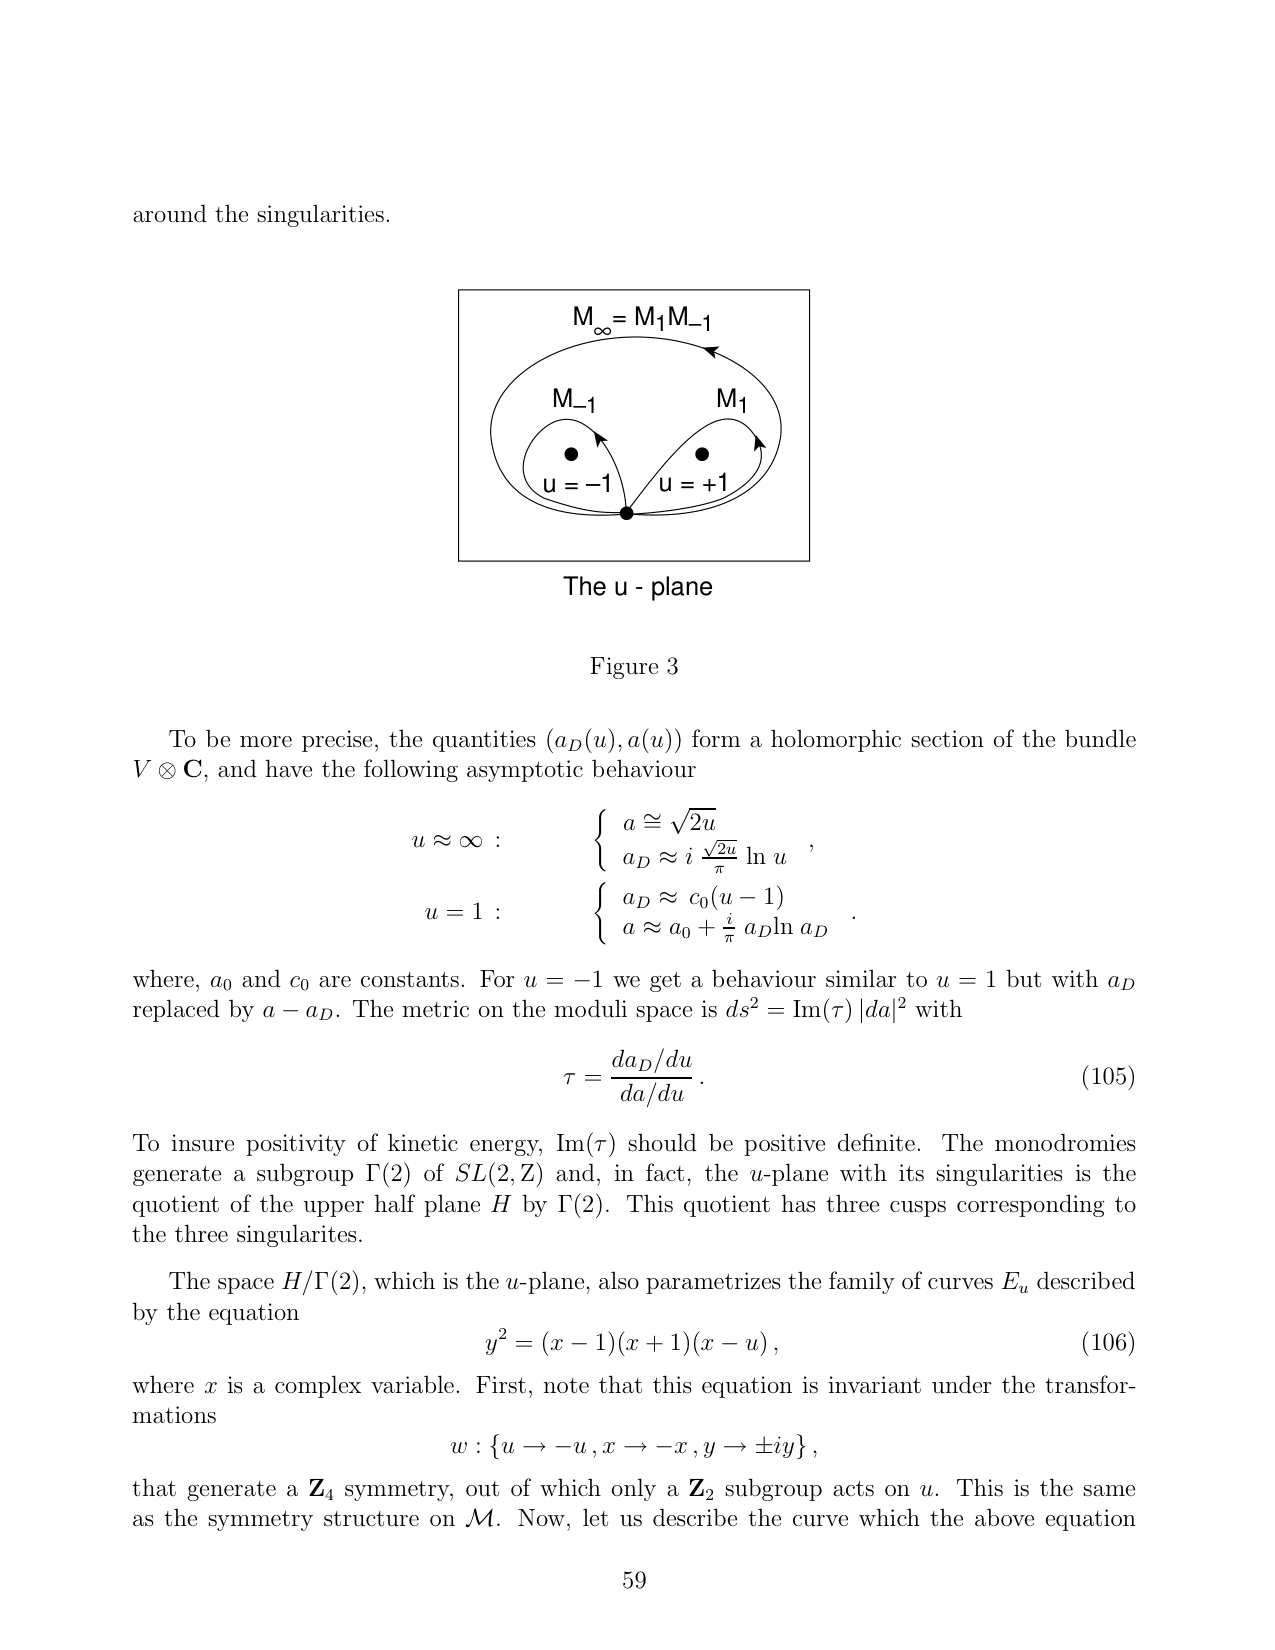 around the singularities.
M∞= M₁M₋₁
M₋₁ M₁
u = –1 u = +1
The u - plane
Figure 3
To be more precise, the quantities (a_D(u), a(u)) form a holomorphic section of the bundle
V ⊗ C, and have the following asymptotic behaviour
u ≈ ∞ : { a ≅ √2u
a_D ≈ i √2u/π ln u ,
u = 1 : { a_D ≈ c₀(u − 1)
a ≈ a₀ + i/π a_D ln a_D .
where, a₀ and c₀ are constants. For u = −1 we get a behaviour similar to u = 1 but with a_D
replaced by a − a_D. The metric on the moduli space is ds² = Im(τ) |da|² with
τ = da_D/du / da/du . (105)
To insure positivity of kinetic energy, Im(τ) should be positive definite. The monodromies
generate a subgroup Γ(2) of SL(2, Z) and, in fact, the u-plane with its singularities is the
quotient of the upper half plane H by Γ(2). This quotient has three cusps corresponding to
the three singularites.
The space H/Γ(2), which is the u-plane, also parametrizes the family of curves E_u described
by the equation
y² = (x − 1)(x + 1)(x − u) , (106)
where x is a complex variable. First, note that this equation is invariant under the transfor-
mations
w : {u → −u , x → −x , y → ±iy} ,
that generate a Z₄ symmetry, out of which only a Z₂ subgroup acts on u. This is the same
as the symmetry structure on ℳ. Now, let us describe the curve which the above equation
59